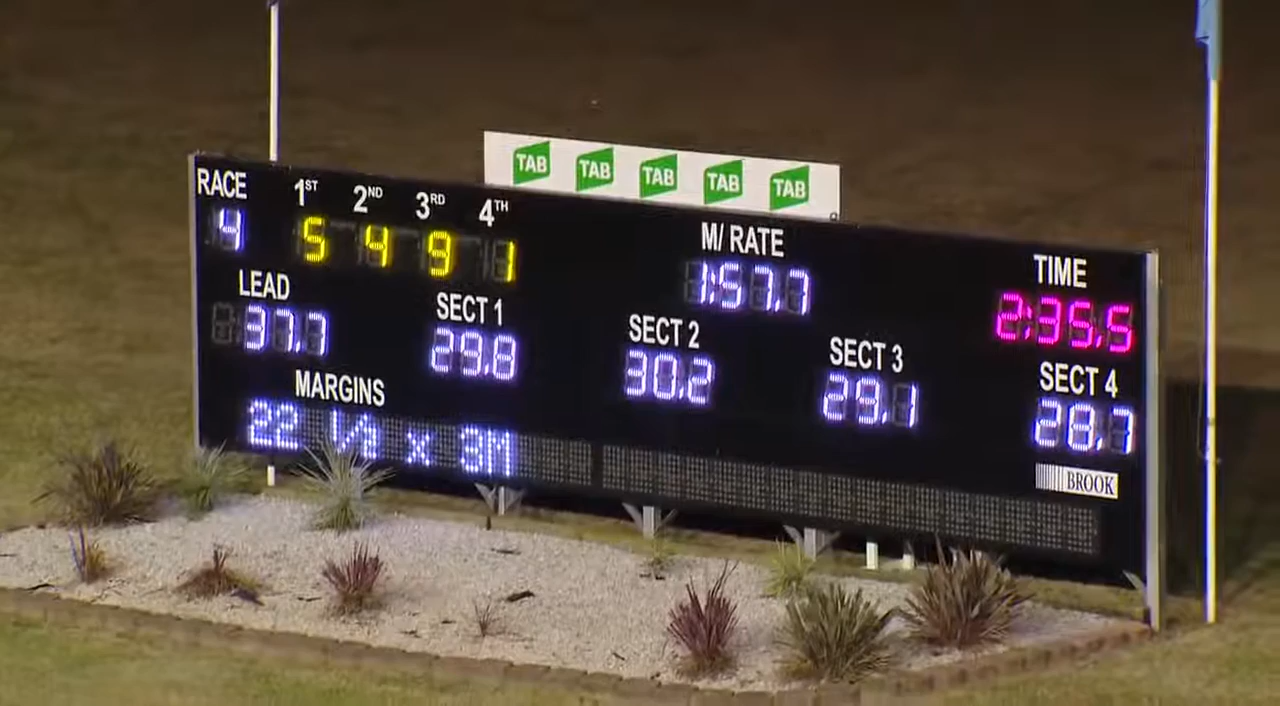 TAB TAB TAB TAB TAB
RACE 1ST 2ND 3RD 4TH
4 5 4 9 1
M/ RATE
1:57.7
TIME
2:35.5
LEAD
37.7
SECT 1
29.8
SECT 2
30.2
SECT 3
29.1
SECT 4
28.7
MARGINS
22 1/2 x 3M
BROOK